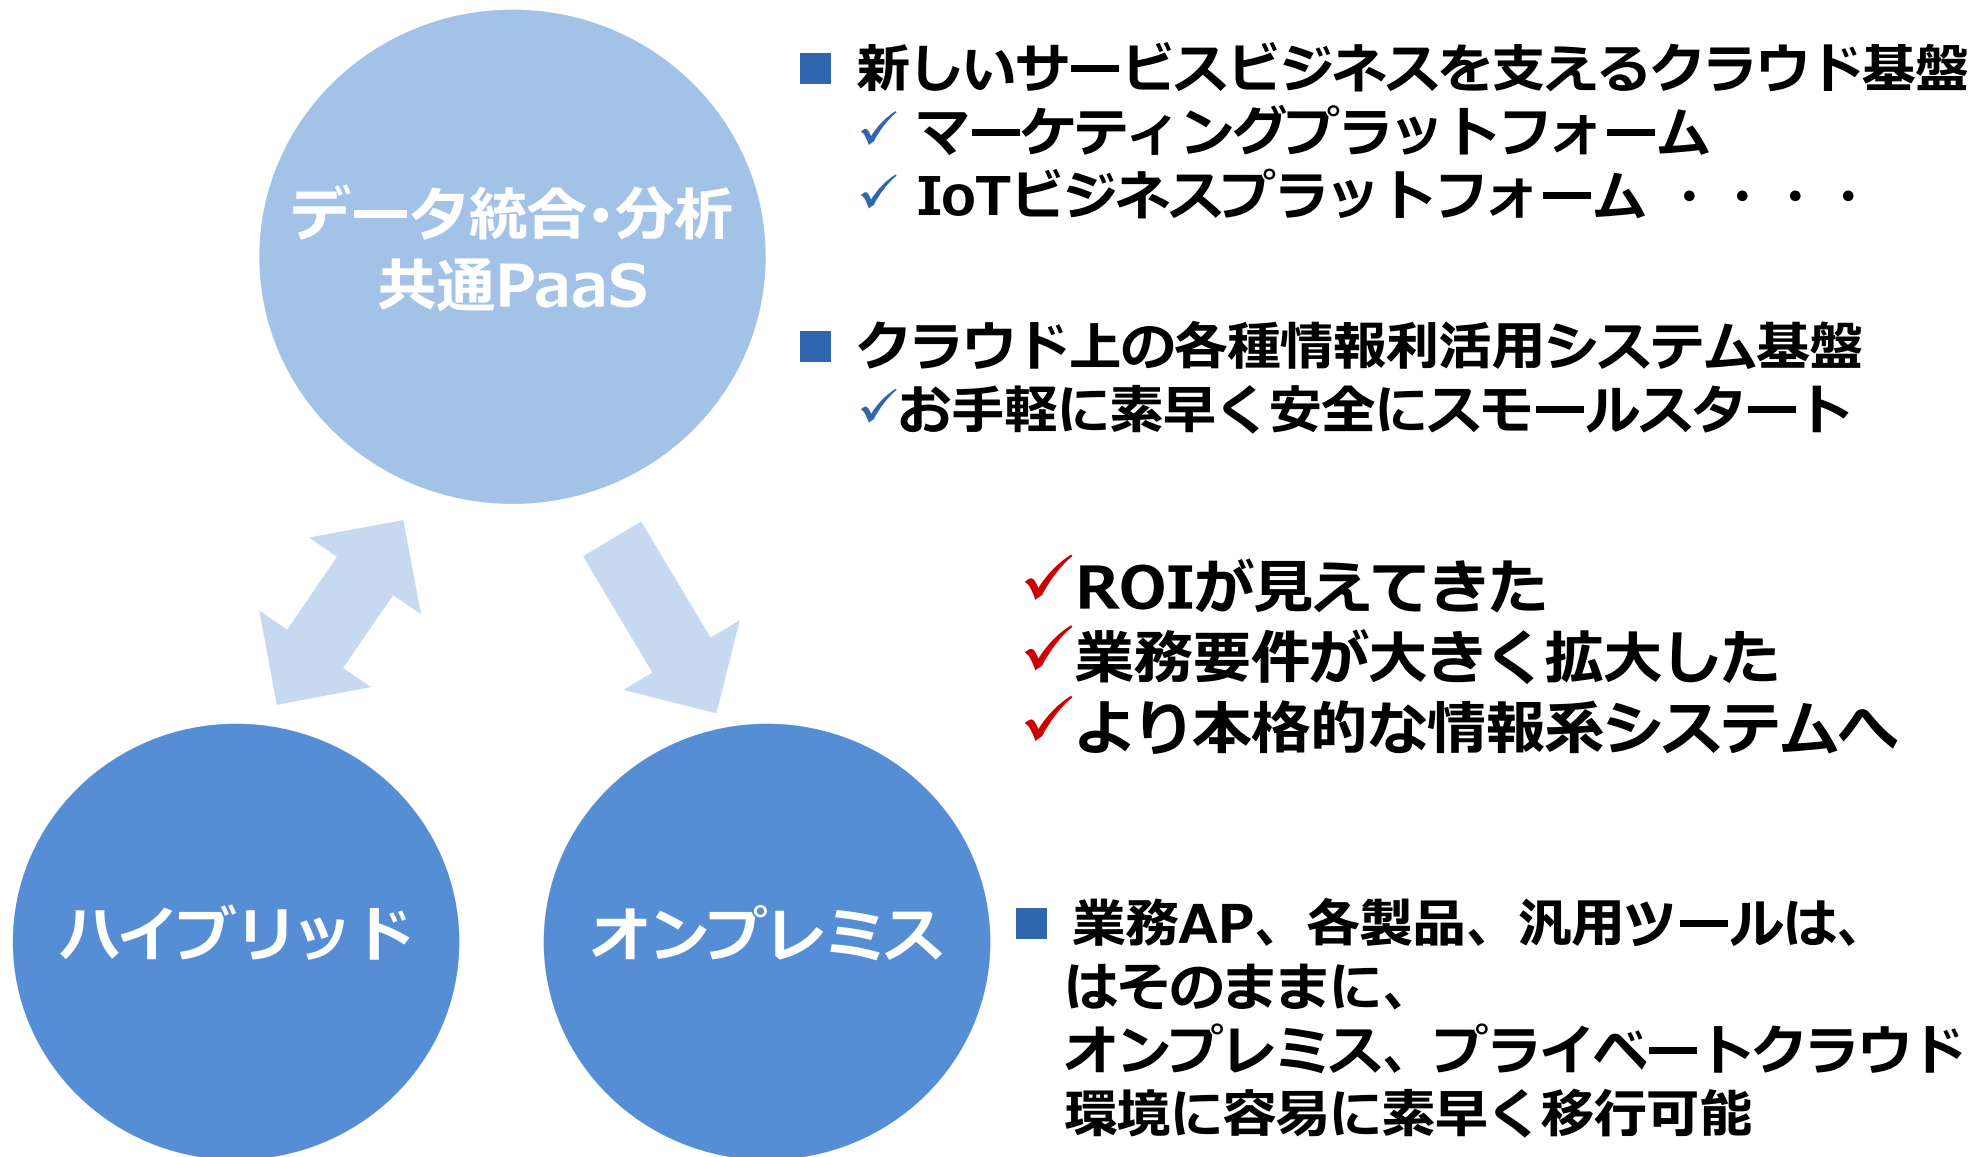 データ統合・分析
共通PaaS
■ 新しいサービスビジネスを支えるクラウド基盤
✓ マーケティングプラットフォーム
✓ IoTビジネスプラットフォーム ・・・・
■ クラウド上の各種情報利活用システム基盤
✓お手軽に素早く安全にスモールスタート
✓ROIが見えてきた
✓業務要件が大きく拡大した
✓より本格的な情報系システムへ
ハイブリッド
オンプレミス
■ 業務AP、各製品、汎用ツールは、
はそのままに、
オンプレミス、プライベートクラウド
環境に容易に素早く移行可能